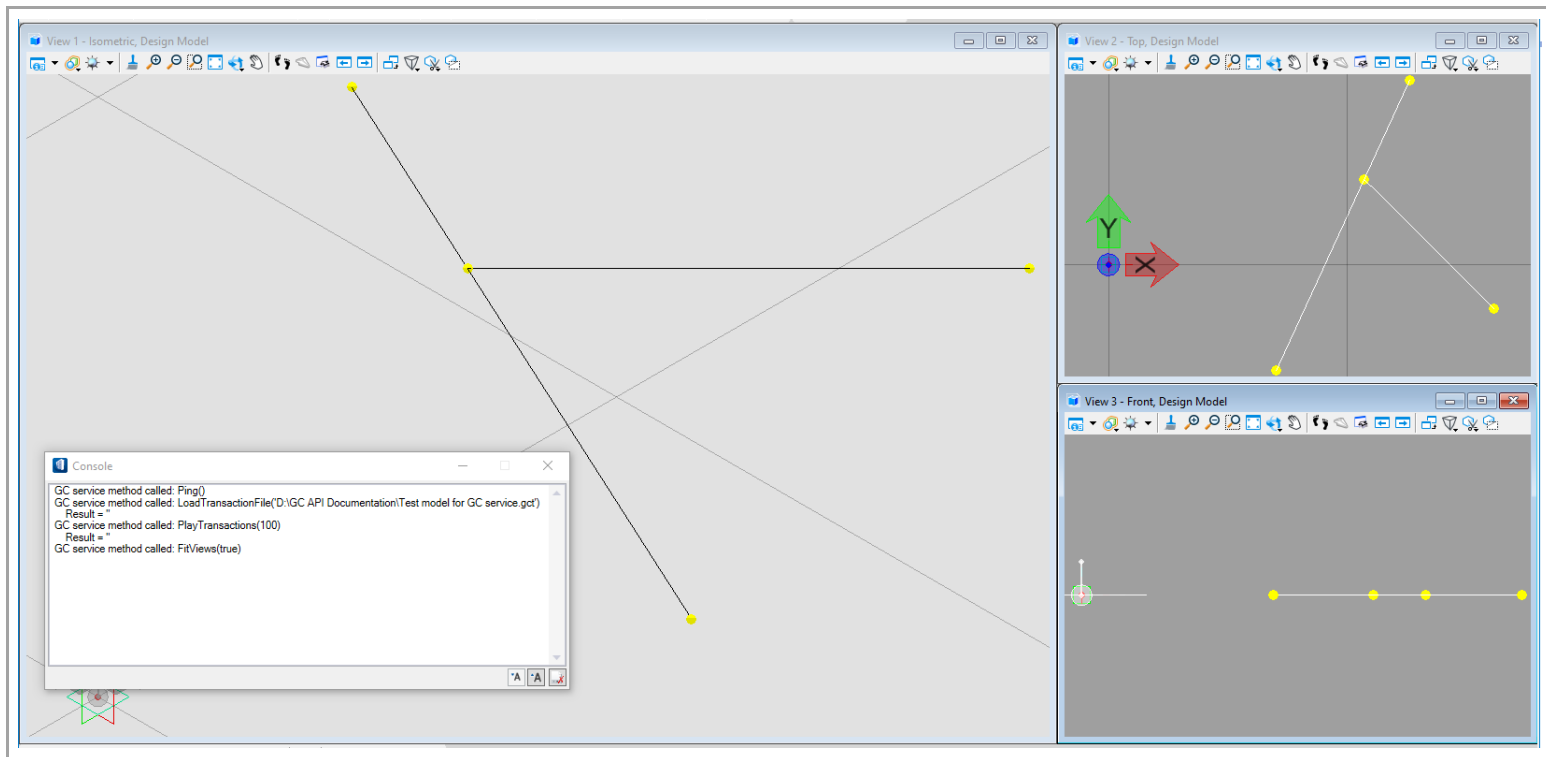 View 1 - Isometric, Design Model
View 2 - Top, Design Model
Y
X
View 3 - Front, Design Model
Console
GC service method called: Ping()
GC service method called: LoadTransactionFile('D:\GC API Documentation\Test model for GC service.gct')
Result = ''
GC service method called: PlayTransactions(100)
Result = ''
GC service method called: FitViews(true)
ˇA ˆA